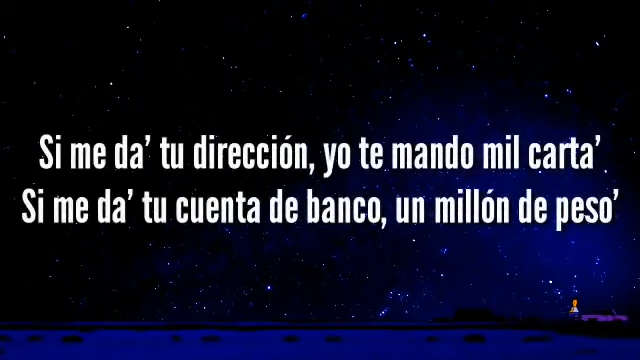 Si me da’ tu dirección, yo te mando mil carta’
Si me da’ tu cuenta de banco, un millón de peso’